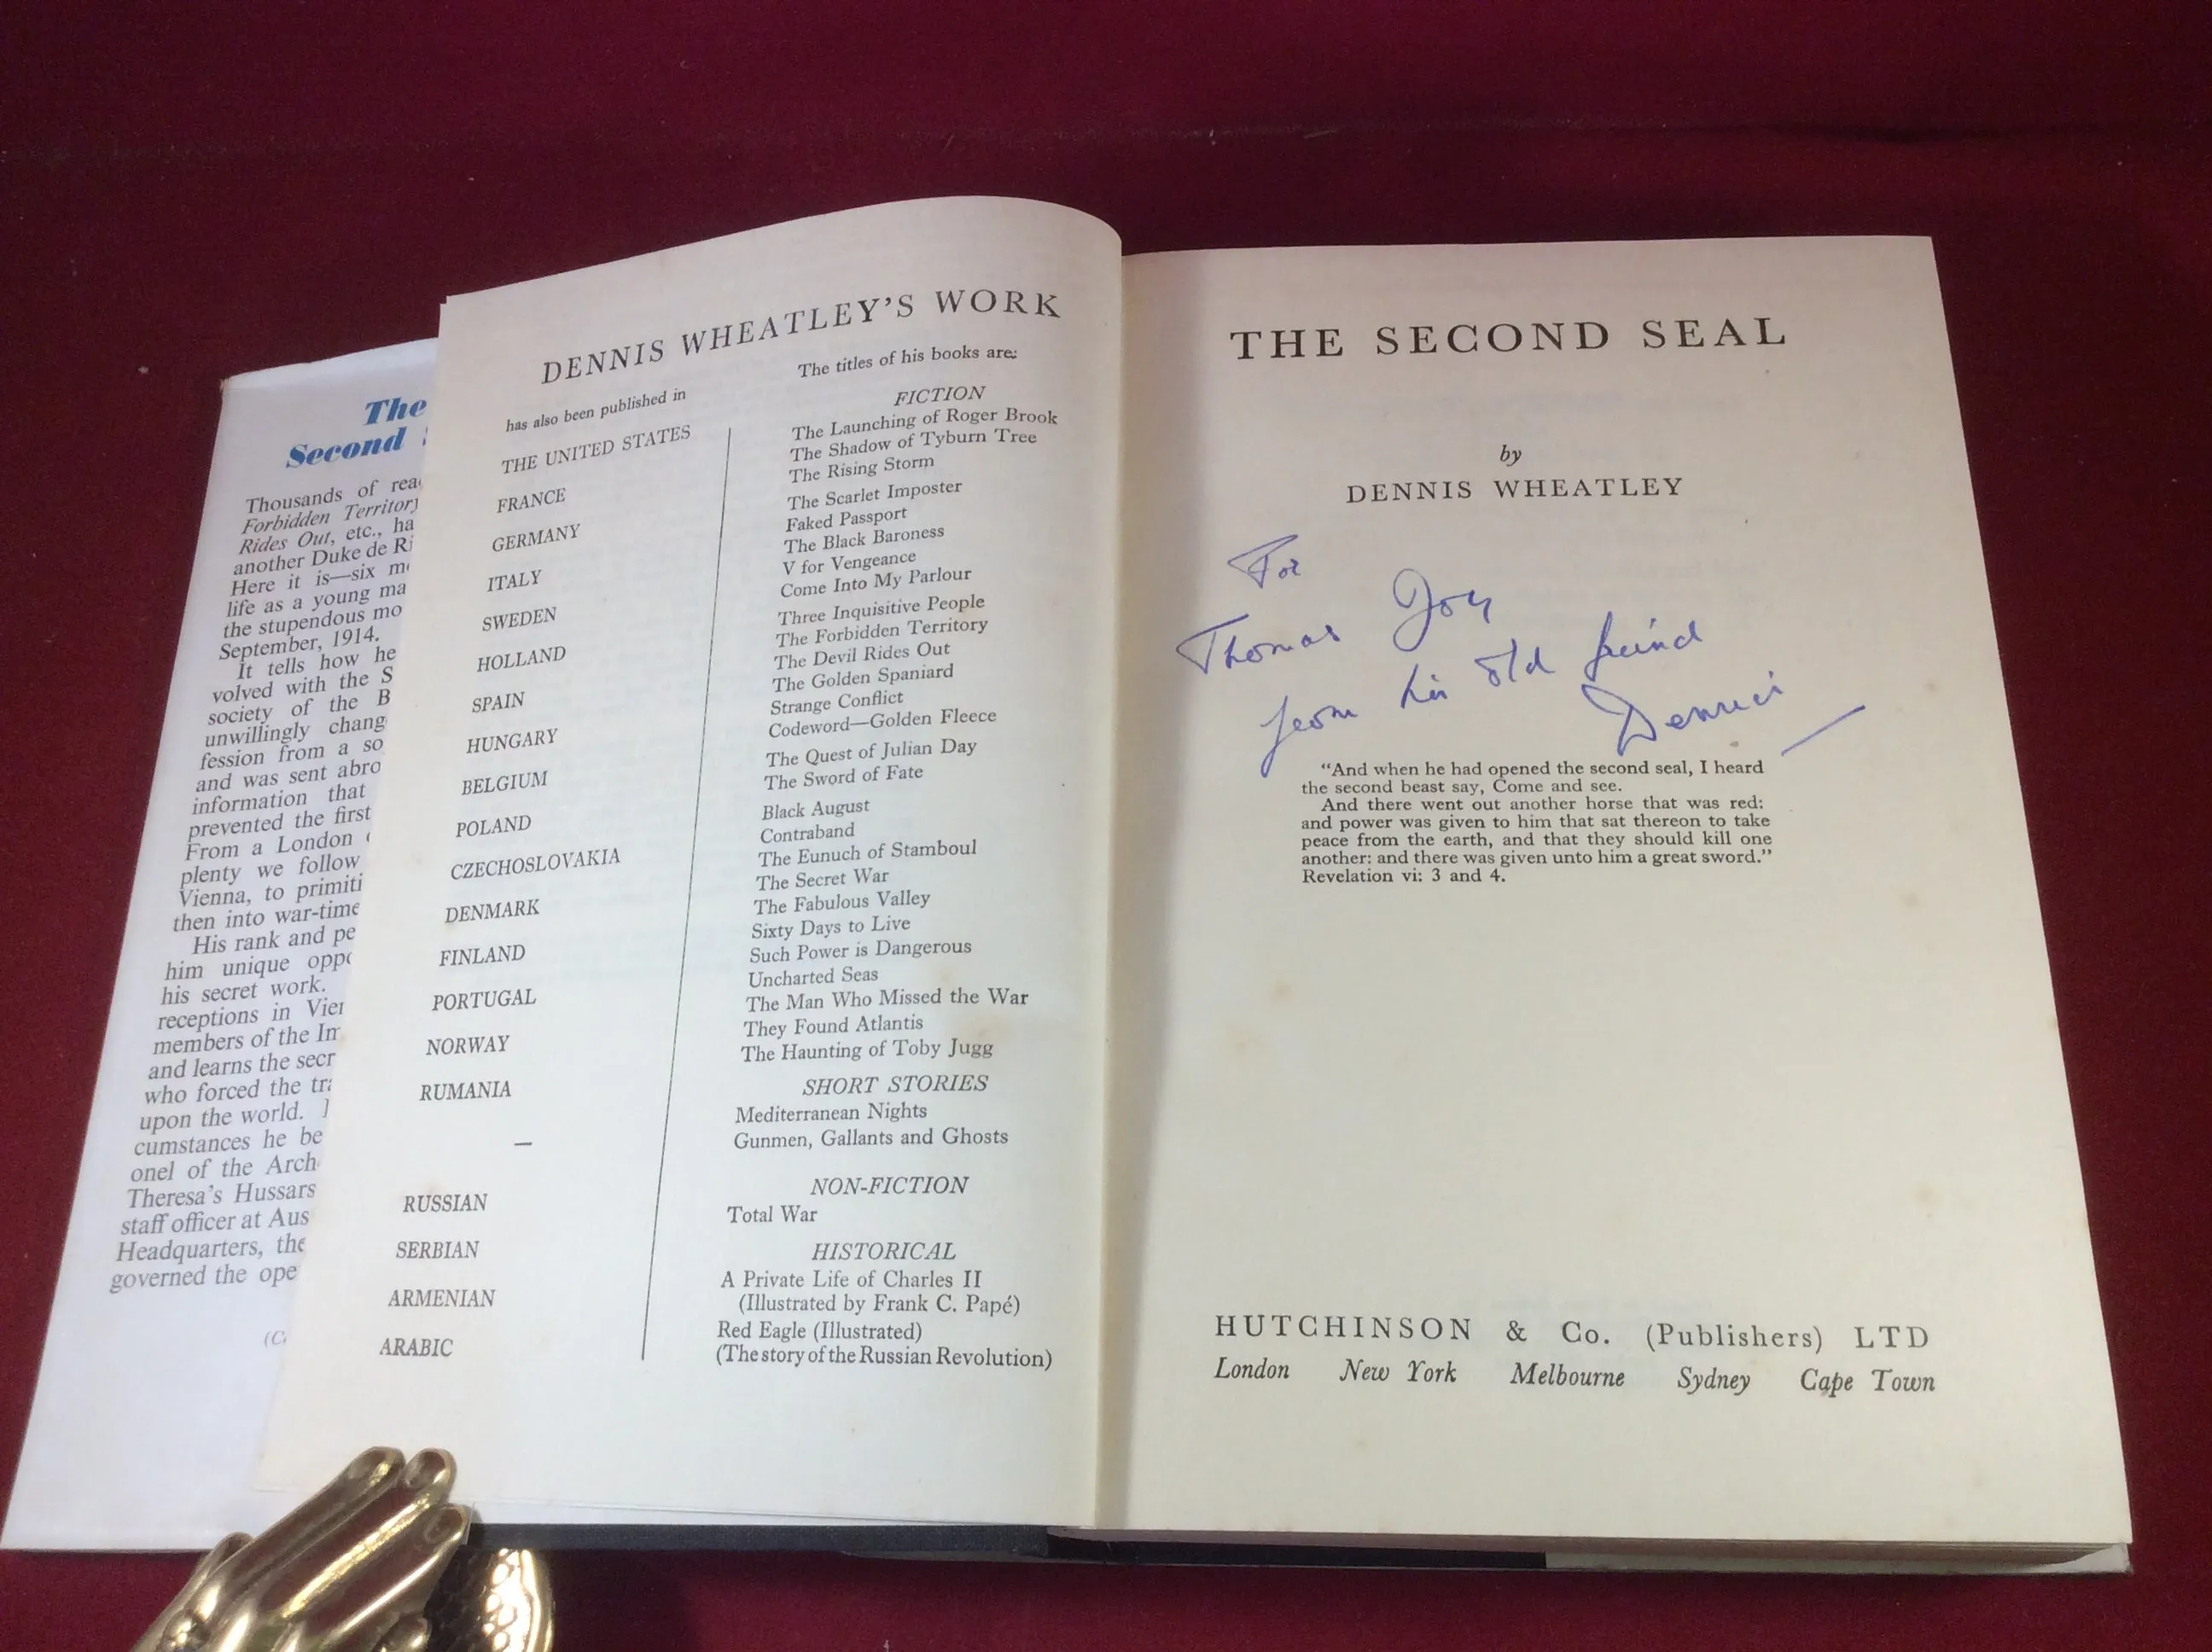 The
Second
Thousands of rea
Forbidden Territory
Rides Out, etc., ha
another Duke de Ri
Here it is—six m
life as a young ma
the stupendous mo
September, 1914.
It tells how he
volved with the S
society of the B
unwillingly chang
fession from a so
and was sent abro
information that
prevented the first
From a London
plenty we follow
Vienna, to primiti
then into war-time
His rank and pe
him unique oppo
his secret work.
receptions in Vien
members of the Im
and learns the secr
who forced the tra
upon the world.
cumstances he be
onel of the Arch
Theresa's Hussars
staff officer at Aus
Headquarters, the
governed the ope
DENNIS WHEATLEY'S WORK
has also been published in
THE UNITED STATES
FRANCE
GERMANY
ITALY
SWEDEN
HOLLAND
SPAIN
HUNGARY
BELGIUM
POLAND
CZECHOSLOVAKIA
DENMARK
FINLAND
PORTUGAL
NORWAY
RUMANIA
—
RUSSIAN
SERBIAN
ARMENIAN
ARABIC
The titles of his books are:
FICTION
The Launching of Roger Brook
The Shadow of Tyburn Tree
The Rising Storm
The Scarlet Imposter
Faked Passport
The Black Baroness
V for Vengeance
Come Into My Parlour
Three Inquisitive People
The Forbidden Territory
The Devil Rides Out
The Golden Spaniard
Strange Conflict
Codeword—Golden Fleece
The Quest of Julian Day
The Sword of Fate
Black August
Contraband
The Eunuch of Stamboul
The Secret War
The Fabulous Valley
Sixty Days to Live
Such Power is Dangerous
Uncharted Seas
The Man Who Missed the War
They Found Atlantis
The Haunting of Toby Jugg
SHORT STORIES
Mediterranean Nights
Gunmen, Gallants and Ghosts
NON-FICTION
Total War
HISTORICAL
A Private Life of Charles II
(Illustrated by Frank C. Papé)
Red Eagle (Illustrated)
(The story of the Russian Revolution)
THE SECOND SEAL
by
DENNIS WHEATLEY
For
Thomas Joy
from his old friend
Dennis
"And when he had opened the second seal, I heard
the second beast say, Come and see.
And there went out another horse that was red:
and power was given to him that sat thereon to take
peace from the earth, and that they should kill one
another: and there was given unto him a great sword."
Revelation vi: 3 and 4.
HUTCHINSON & Co. (Publishers) LTD
London New York Melbourne Sydney Cape Town